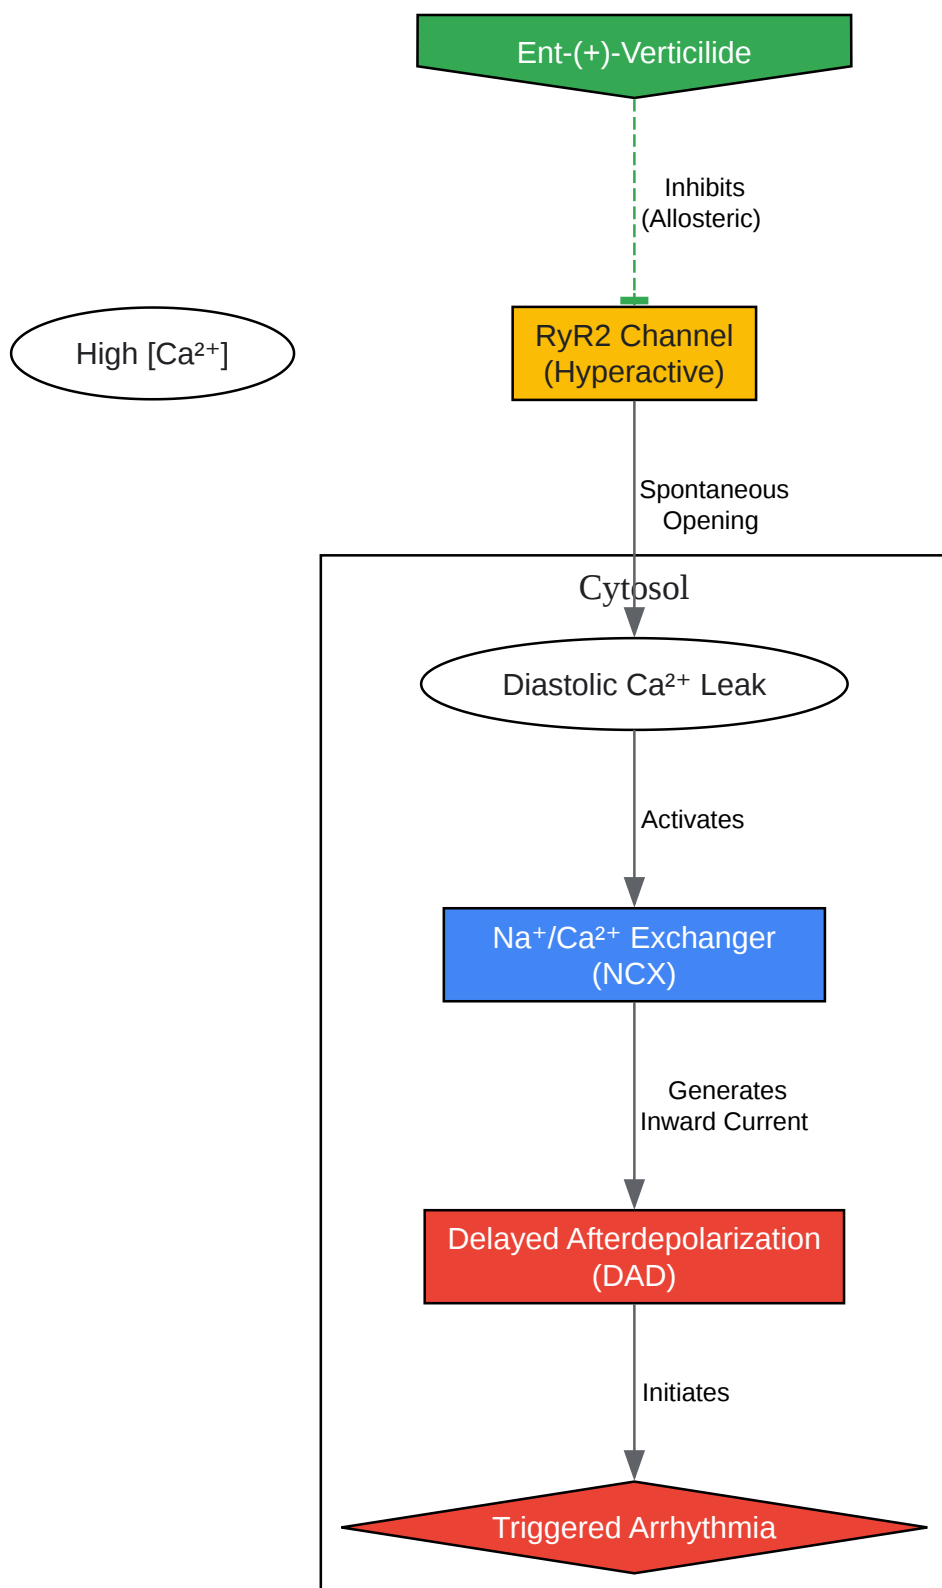 Ent-(+)-Verticilide
Inhibits
(Allosteric)
High [Ca²⁺]
RyR2 Channel
(Hyperactive)
Spontaneous
Opening
Cytosol
Diastolic Ca²⁺ Leak
Activates
Na⁺/Ca²⁺ Exchanger
(NCX)
Generates
Inward Current
Delayed Afterdepolarization
(DAD)
Initiates
Triggered Arrhythmia